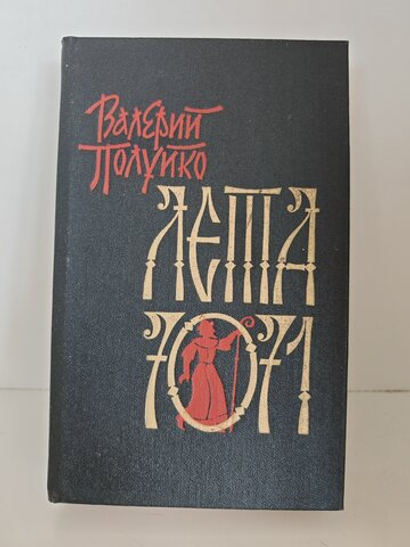 Валерий
Полуйко
ЛЕТА
7071